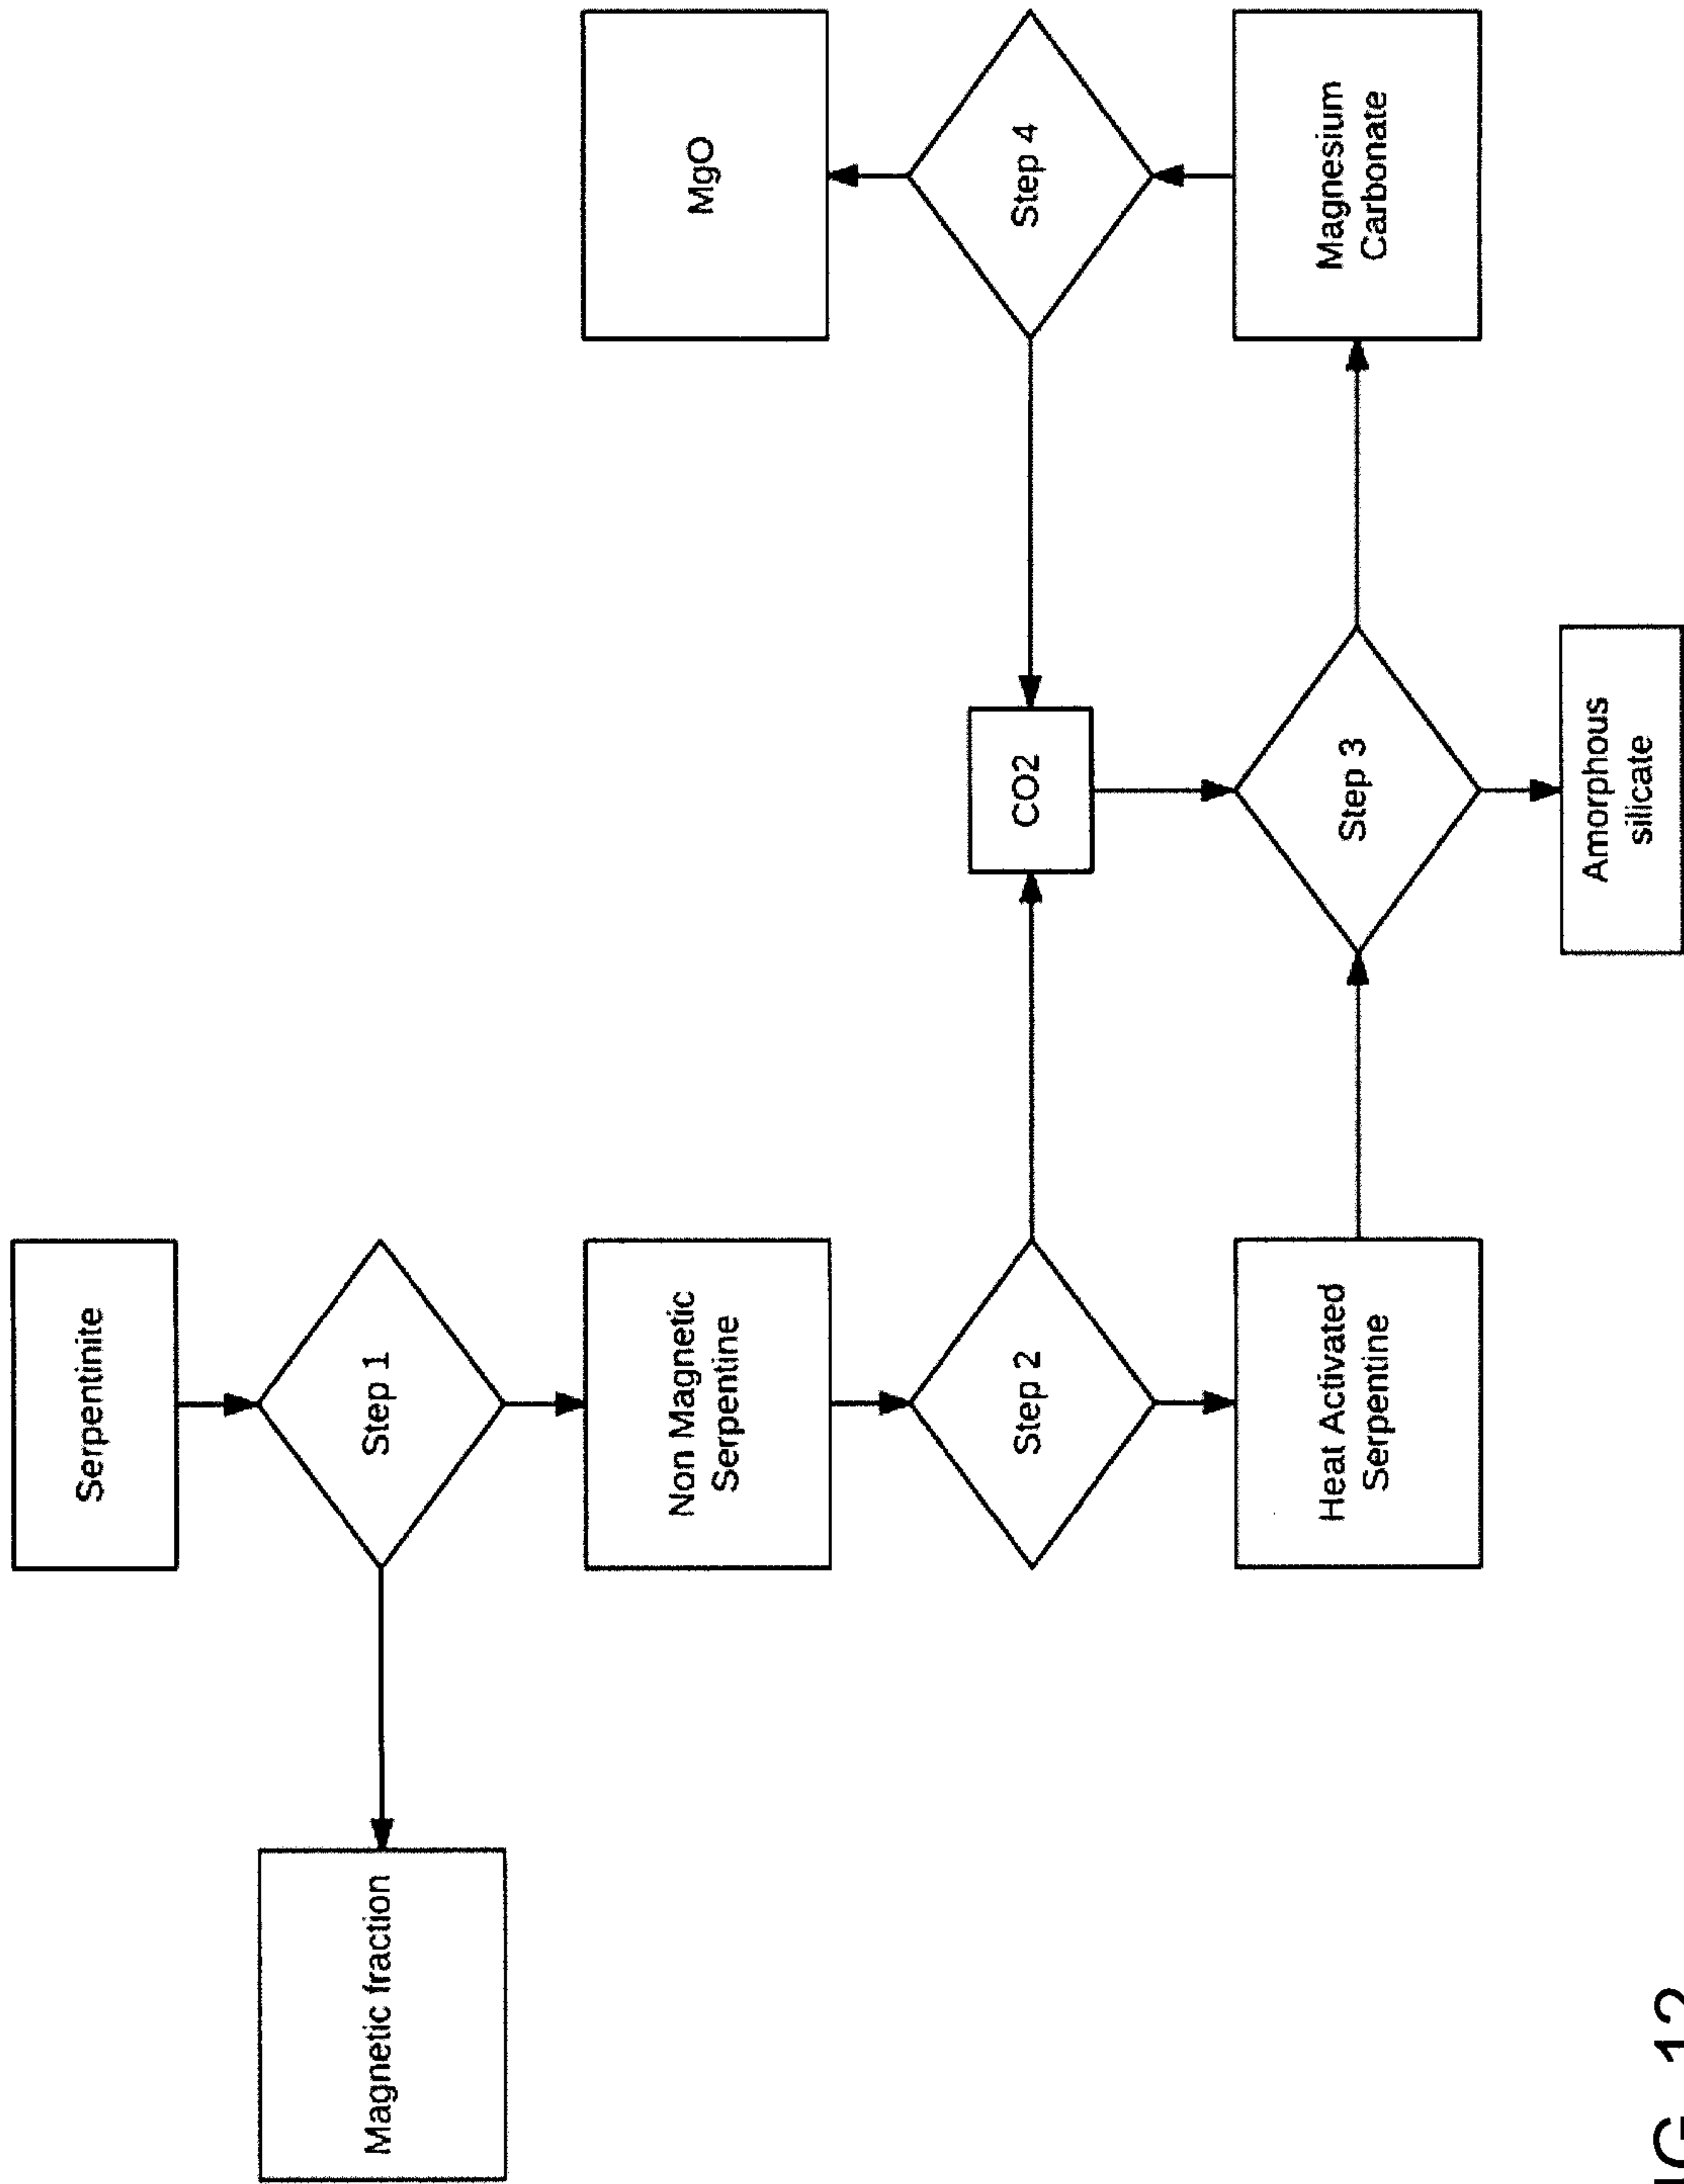 Serpentinite
Magnetic fraction
Step 1
Non Magnetic
Serpentine
MgO
Step 2
CO2
Step 4
Heat Activated
Serpentine
Step 3
Magnesium
Carbonate
Amorphous
silicate
12